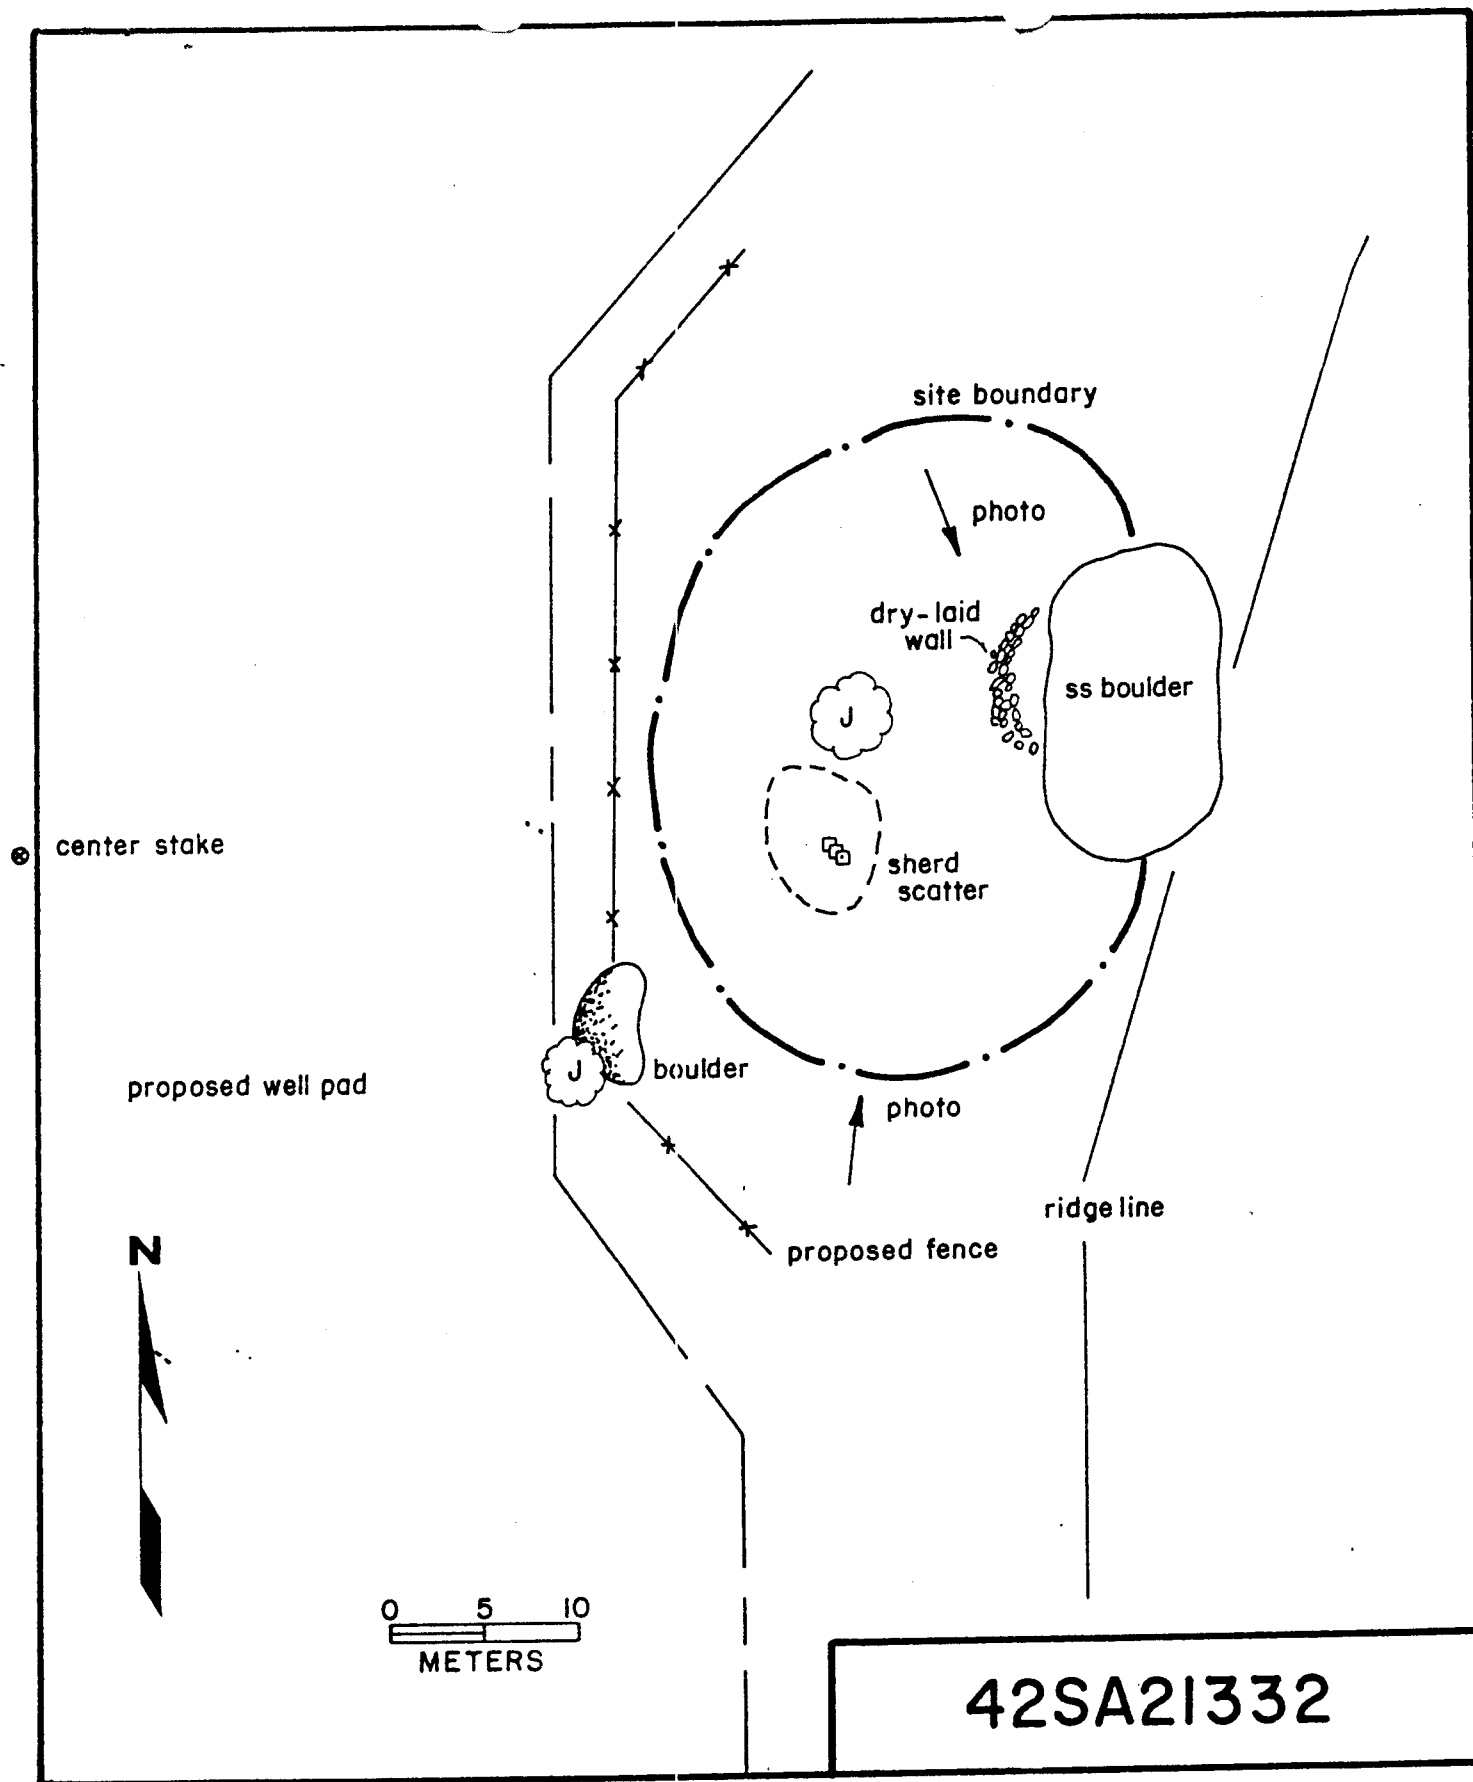 site boundary
photo
dry-laid
wall
ss boulder
J
center stake
sherd
scatter
J
boulder
proposed well pad
photo
ridge line
N
proposed fence
0 5 10
METERS
42SA21332